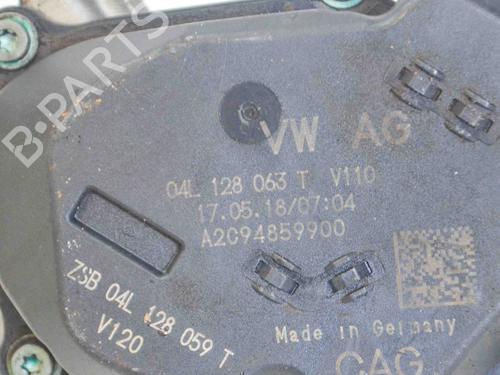 B-PARTS
VW AG
04L 128 063 T V110
17.05.18/07:04
A2C94859900
ZSB 04L 128 059 T
V120
Made in Germany
CAG